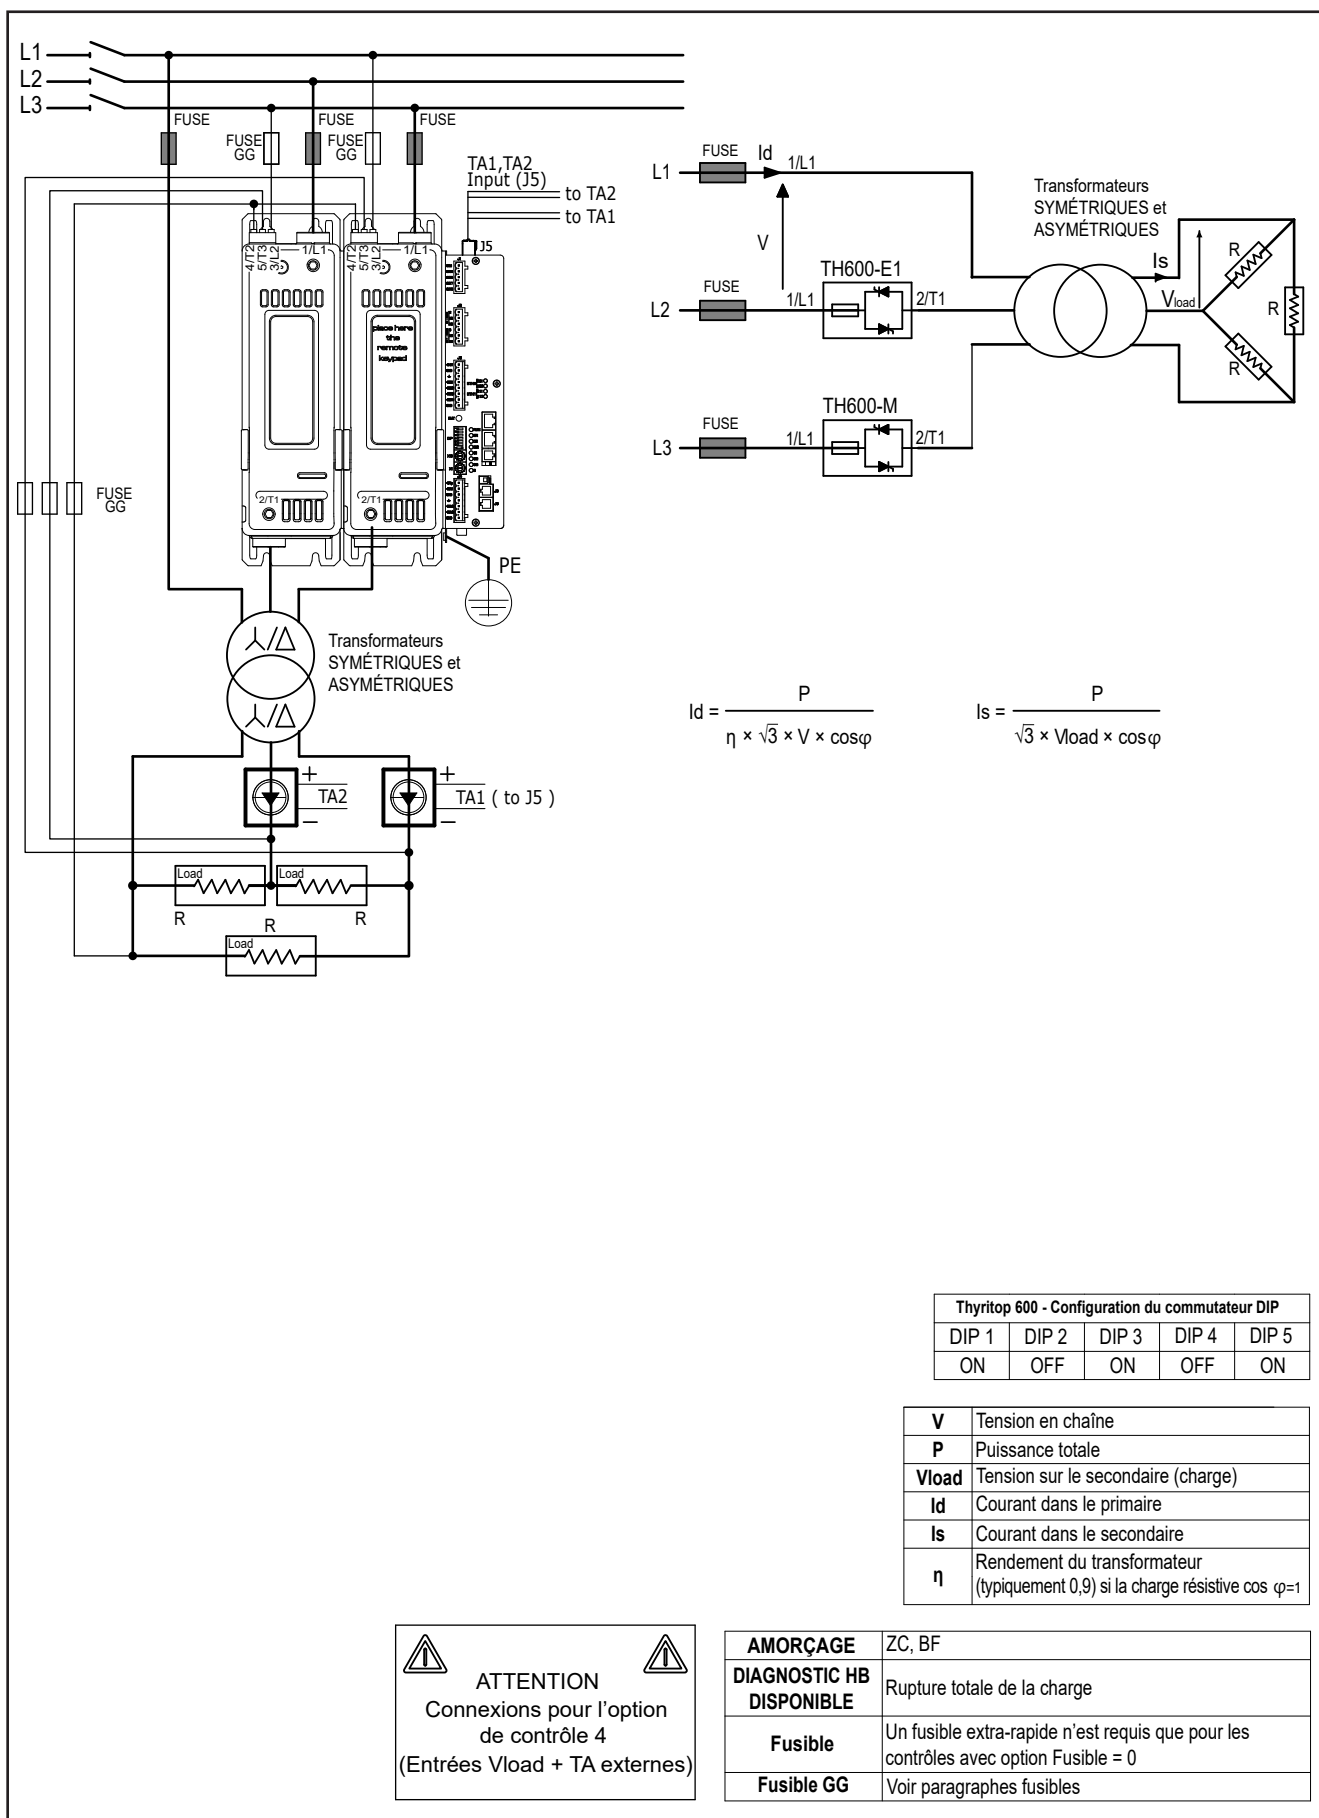 L1
L2
L3
FUSE
FUSE
GG
FUSE
FUSE
GG
FUSE
TA1,TA2
Input (J5)
to TA2
to TA1
J5
4/T2
5/T3
3/L2
1/L1
4/T2
5/T3
3/L2
1/L1
place here
the
remote
keypad
2/T1
2/T1
FUSE
GG
PE
Transformateurs
SYMÉTRIQUES et
ASYMÉTRIQUES
+
TA2
−
+
TA1 ( to J5 )
−
Load
Load
R
R
R
Load
L1
FUSE
Id
1/L1
V
L2
FUSE
1/L1
TH600-E1
2/T1
L3
FUSE
1/L1
TH600-M
2/T1
Transformateurs
SYMÉTRIQUES et
ASYMÉTRIQUES
Is
Vload
R
R
R
Id = P / η × √3 × V × cosφ
Is = P / √3 × Vload × cosφ
Thyritop 600 - Configuration du commutateur DIP
DIP 1 DIP 2 DIP 3 DIP 4 DIP 5
ON OFF ON OFF ON
V Tension en chaîne
P Puissance totale
Vload Tension sur le secondaire (charge)
Id Courant dans le primaire
Is Courant dans le secondaire
η Rendement du transformateur
(typiquement 0,9) si la charge résistive cos φ=1
ATTENTION
Connexions pour l’option
de contrôle 4
(Entrées Vload + TA externes)
AMORÇAGE ZC, BF
DIAGNOSTIC HB
DISPONIBLE
Rupture totale de la charge
Fusible
Un fusible extra-rapide n’est requis que pour les
contrôles avec option Fusible = 0
Fusible GG Voir paragraphes fusibles